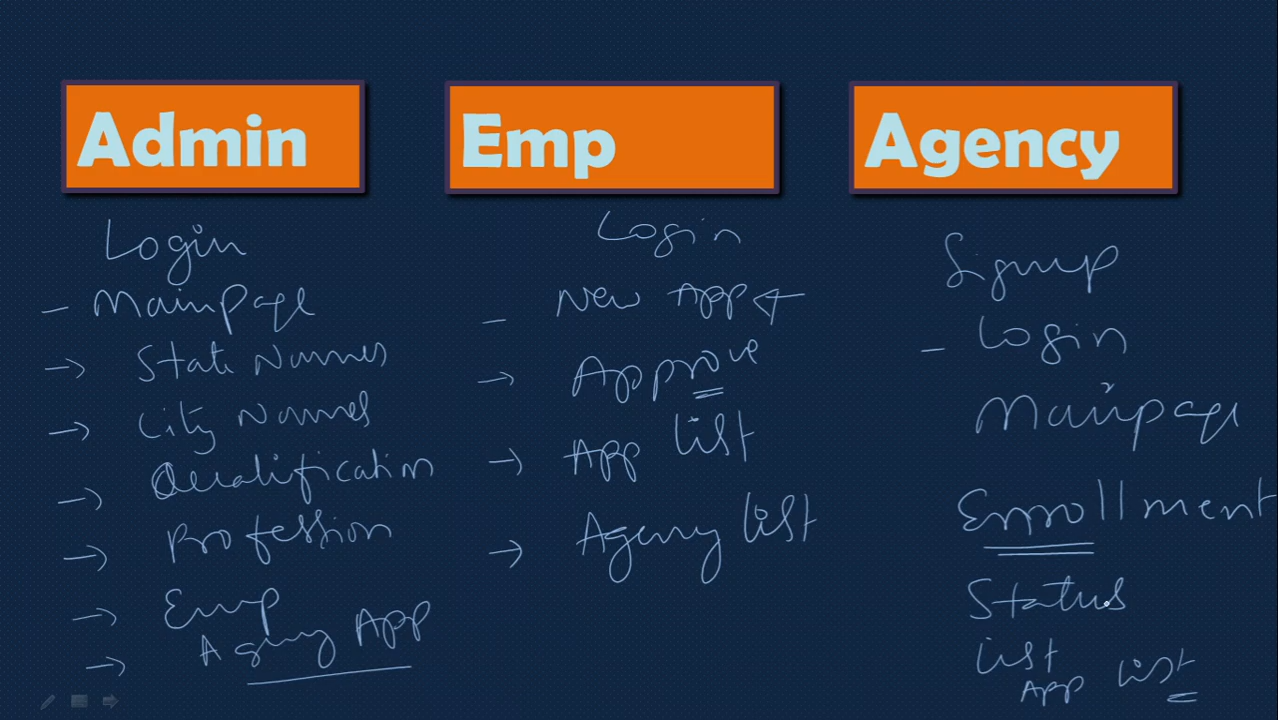 Admin
Login
Mainpage
State Names
City Names
Qualification
Profession
Emp
Agency App
Emp
Login
New App
Approve
App List
Agency List
Agency
Signup
Login
Mainpage
Enrollment
Status
List
App List